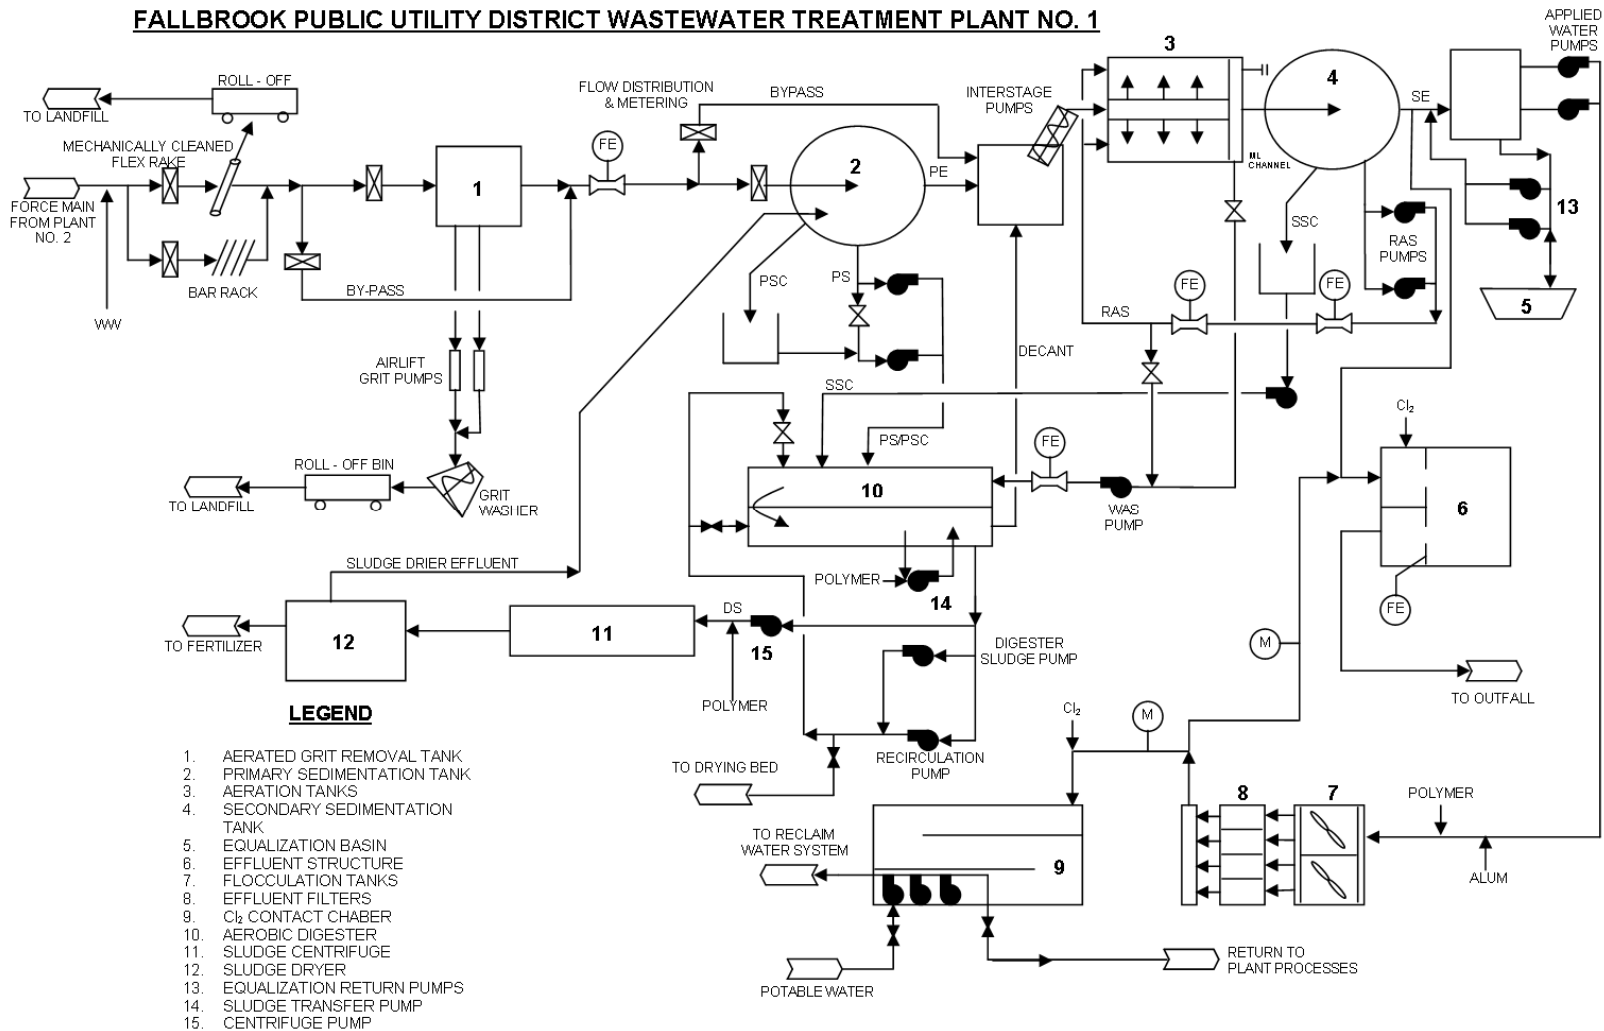 FALLBROOK PUBLIC UTILITY DISTRICT WASTEWATER TREATMENT PLANT NO. 1
ROLL - OFF
TO LANDFILL
MECHANICALLY CLEANED
FLEX RAKE
FORCE MAIN
FROM PLANT
NO. 2
BAR RACK
WW
BY-PASS
1
FE
FLOW DISTRIBUTION
& METERING
BYPASS
2
PE
INTERSTAGE
PUMPS
3
ML
CHANNEL
4
SE
APPLIED
WATER
PUMPS
13
5
SSC
RAS
PUMPS
FE
FE
RAS
PSC
PS
DECANT
AIRLIFT
GRIT PUMPS
SSC
PS/PSC
FE
WAS
PUMP
10
ROLL - OFF BIN
TO LANDFILL
GRIT
WASHER
Cl2
6
FE
TO OUTFALL
M
SLUDGE DRIER EFFLUENT
POLYMER
14
12
TO FERTILIZER
11
DS
15
POLYMER
DIGESTER
SLUDGE PUMP
RECIRCULATION
PUMP
TO DRYING BED
Cl2
M
TO RECLAIM
WATER SYSTEM
9
8
7
POLYMER
ALUM
POTABLE WATER
RETURN TO
PLANT PROCESSES
LEGEND
1. AERATED GRIT REMOVAL TANK
2. PRIMARY SEDIMENTATION TANK
3. AERATION TANKS
4. SECONDARY SEDIMENTATION
TANK
5. EQUALIZATION BASIN
6. EFFLUENT STRUCTURE
7. FLOCCULATION TANKS
8. EFFLUENT FILTERS
9. Cl2 CONTACT CHABER
10. AEROBIC DIGESTER
11. SLUDGE CENTRIFUGE
12. SLUDGE DRYER
13. EQUALIZATION RETURN PUMPS
14. SLUDGE TRANSFER PUMP
15. CENTRIFUGE PUMP